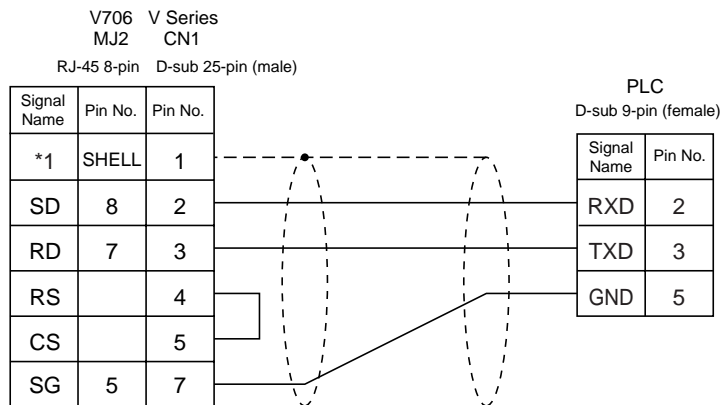 V706 V Series
MJ2 CN1
RJ-45 8-pin D-sub 25-pin (male)
Signal Name Pin No. Pin No.
*1 SHELL 1
SD 8 2
RD 7 3
RS 4
CS 5
SG 5 7
PLC
D-sub 9-pin (female)
Signal Name Pin No.
RXD 2
TXD 3
GND 5